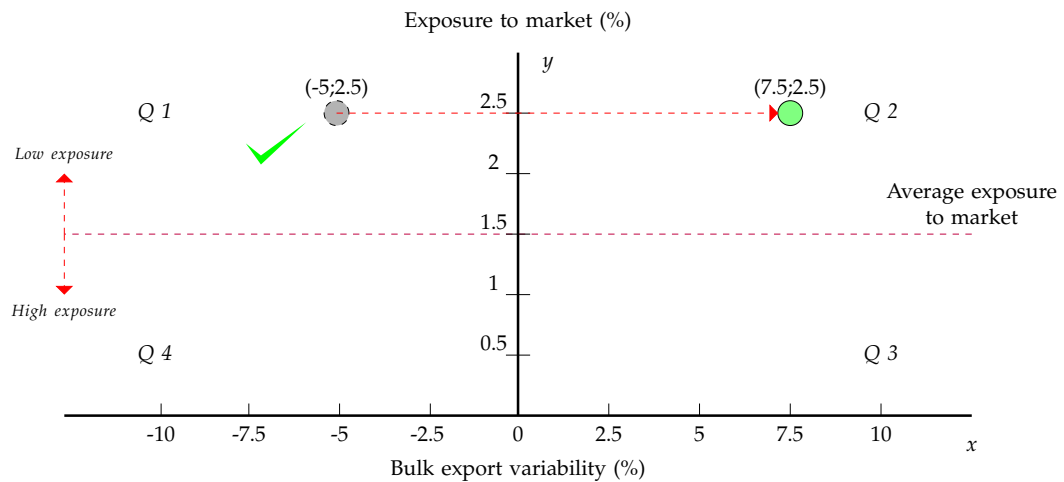 Exposure to market (%)
y
(-5;2.5)
(7.5;2.5)
Q 1
2.5
Q 2
Low exposure
2
Average exposure
to market
1.5
1
High exposure
Q 4
0.5
Q 3
-10
-7.5
-5
-2.5
0
2.5
5
7.5
10
x
Bulk export variability (%)